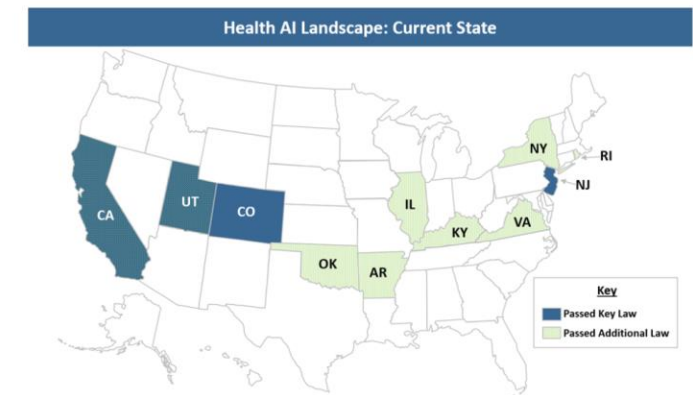 Health AI Landscape: Current State
NY
RI
NJ
UT
CO
IL
CA
KY
VA
OK
AR
Key
Passed Key Law
Passed Additional Law